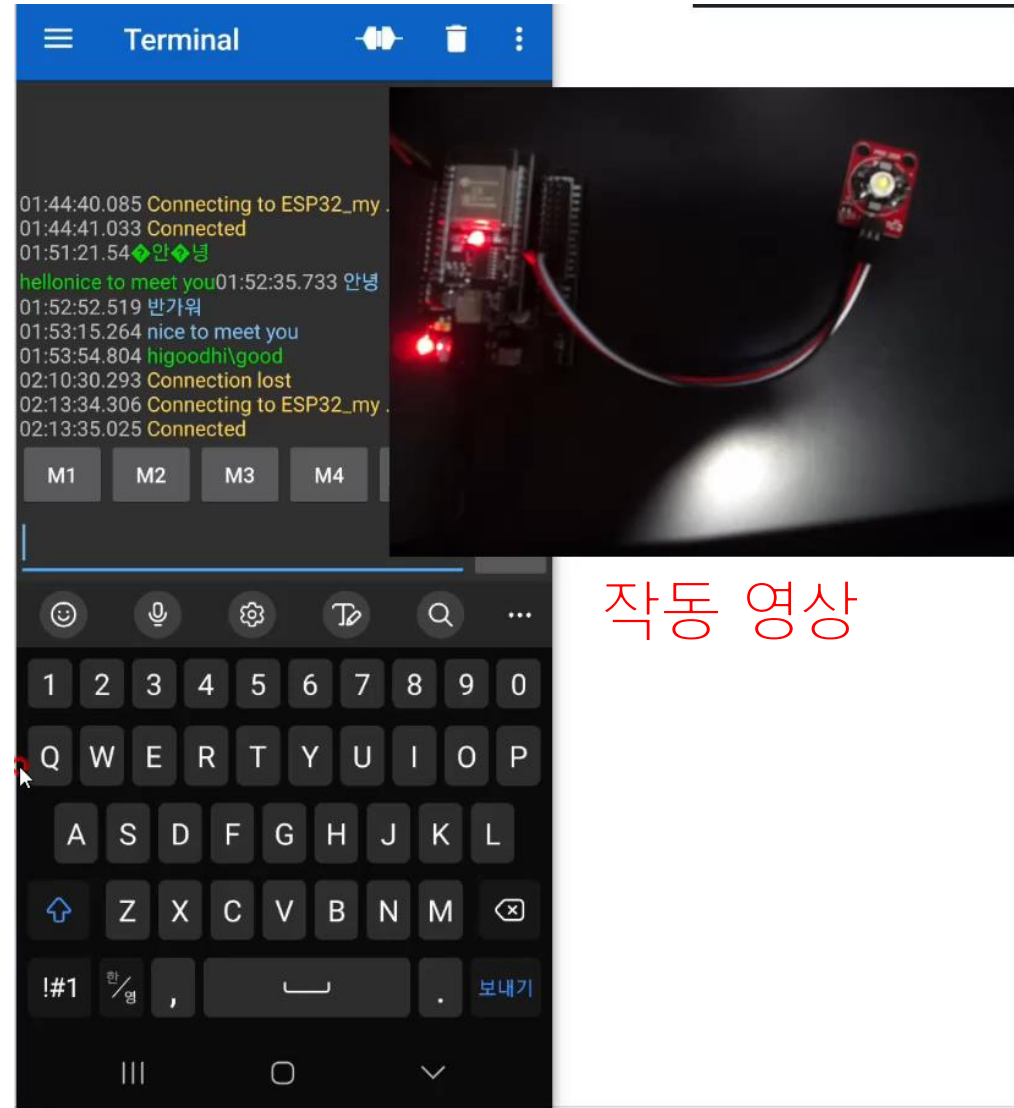 Terminal
01:44:40.085 Connecting to ESP32_my .
01:44:41.033 Connected
01:51:21.54�안�녕
hellonice to meet you01:52:35.733 안녕
01:52:52.519 반가워
01:53:15.264 nice to meet you
01:53:54.804 higoodhi\good
02:10:30.293 Connection lost
02:13:34.306 Connecting to ESP32_my .
02:13:35.025 Connected
M1 M2 M3 M4
작동 영상
1 2 3 4 5 6 7 8 9 0
Q W E R T Y U I O P
A S D F G H J K L
Z X C V B N M
!#1 한/영 , . 보내기